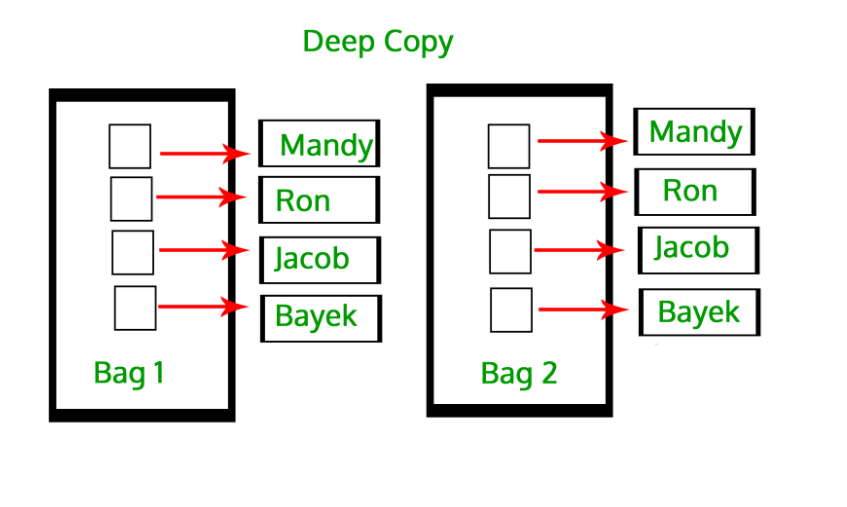 Deep Copy
Mandy
Ron
Jacob
Bayek
Bag 1
Mandy
Ron
Jacob
Bayek
Bag 2